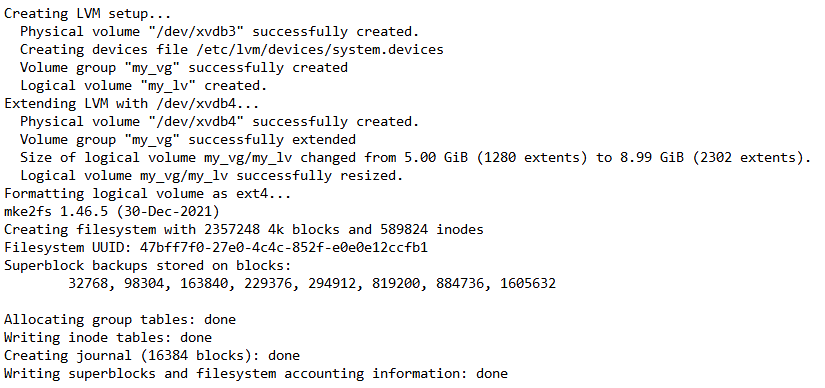 Creating LVM setup...
  Physical volume "/dev/xvdb3" successfully created.
  Creating devices file /etc/lvm/devices/system.devices
  Volume group "my_vg" successfully created
  Logical volume "my_lv" created.
Extending LVM with /dev/xvdb4...
  Physical volume "/dev/xvdb4" successfully created.
  Volume group "my_vg" successfully extended
  Size of logical volume my_vg/my_lv changed from 5.00 GiB (1280 extents) to 8.99 GiB (2302 extents).
  Logical volume my_vg/my_lv successfully resized.
Formatting logical volume as ext4...
mke2fs 1.46.5 (30-Dec-2021)
Creating filesystem with 2357248 4k blocks and 589824 inodes
Filesystem UUID: 47bff7f0-27e0-4c4c-852f-e0e0e12ccfb1
Superblock backups stored on blocks:
        32768, 98304, 163840, 229376, 294912, 819200, 884736, 1605632

Allocating group tables: done
Writing inode tables: done
Creating journal (16384 blocks): done
Writing superblocks and filesystem accounting information: done